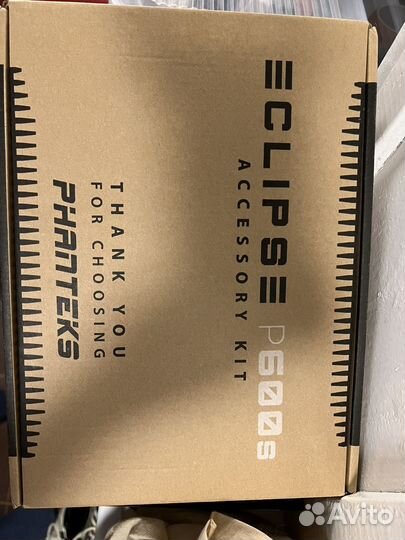 ECLIPSE P600s
ACCESSORY KIT
THANK YOU
FOR CHOOSING
PHANTEKS
Avito